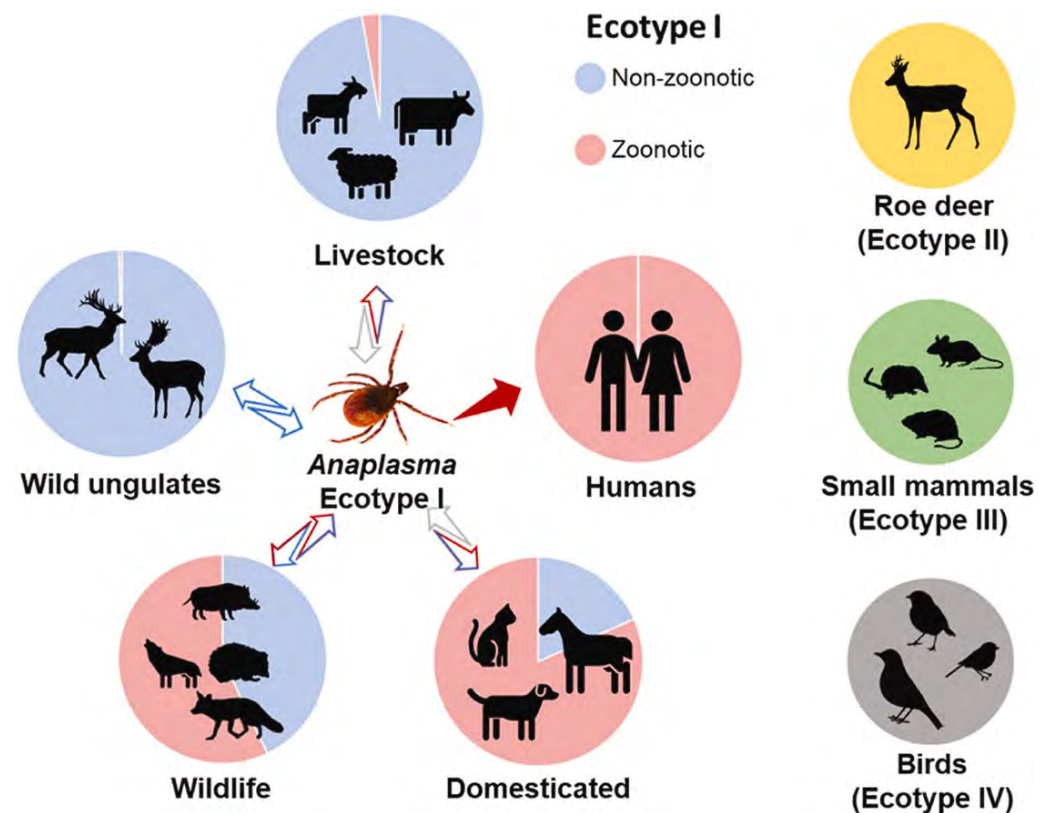 Ecotype I
Non-zoonotic
Zoonotic
Livestock
Roe deer
(Ecotype II)
Wild ungulates
Anaplasma
Ecotype I
Humans
Small mammals
(Ecotype III)
Wildlife
Domesticated
Birds
(Ecotype IV)